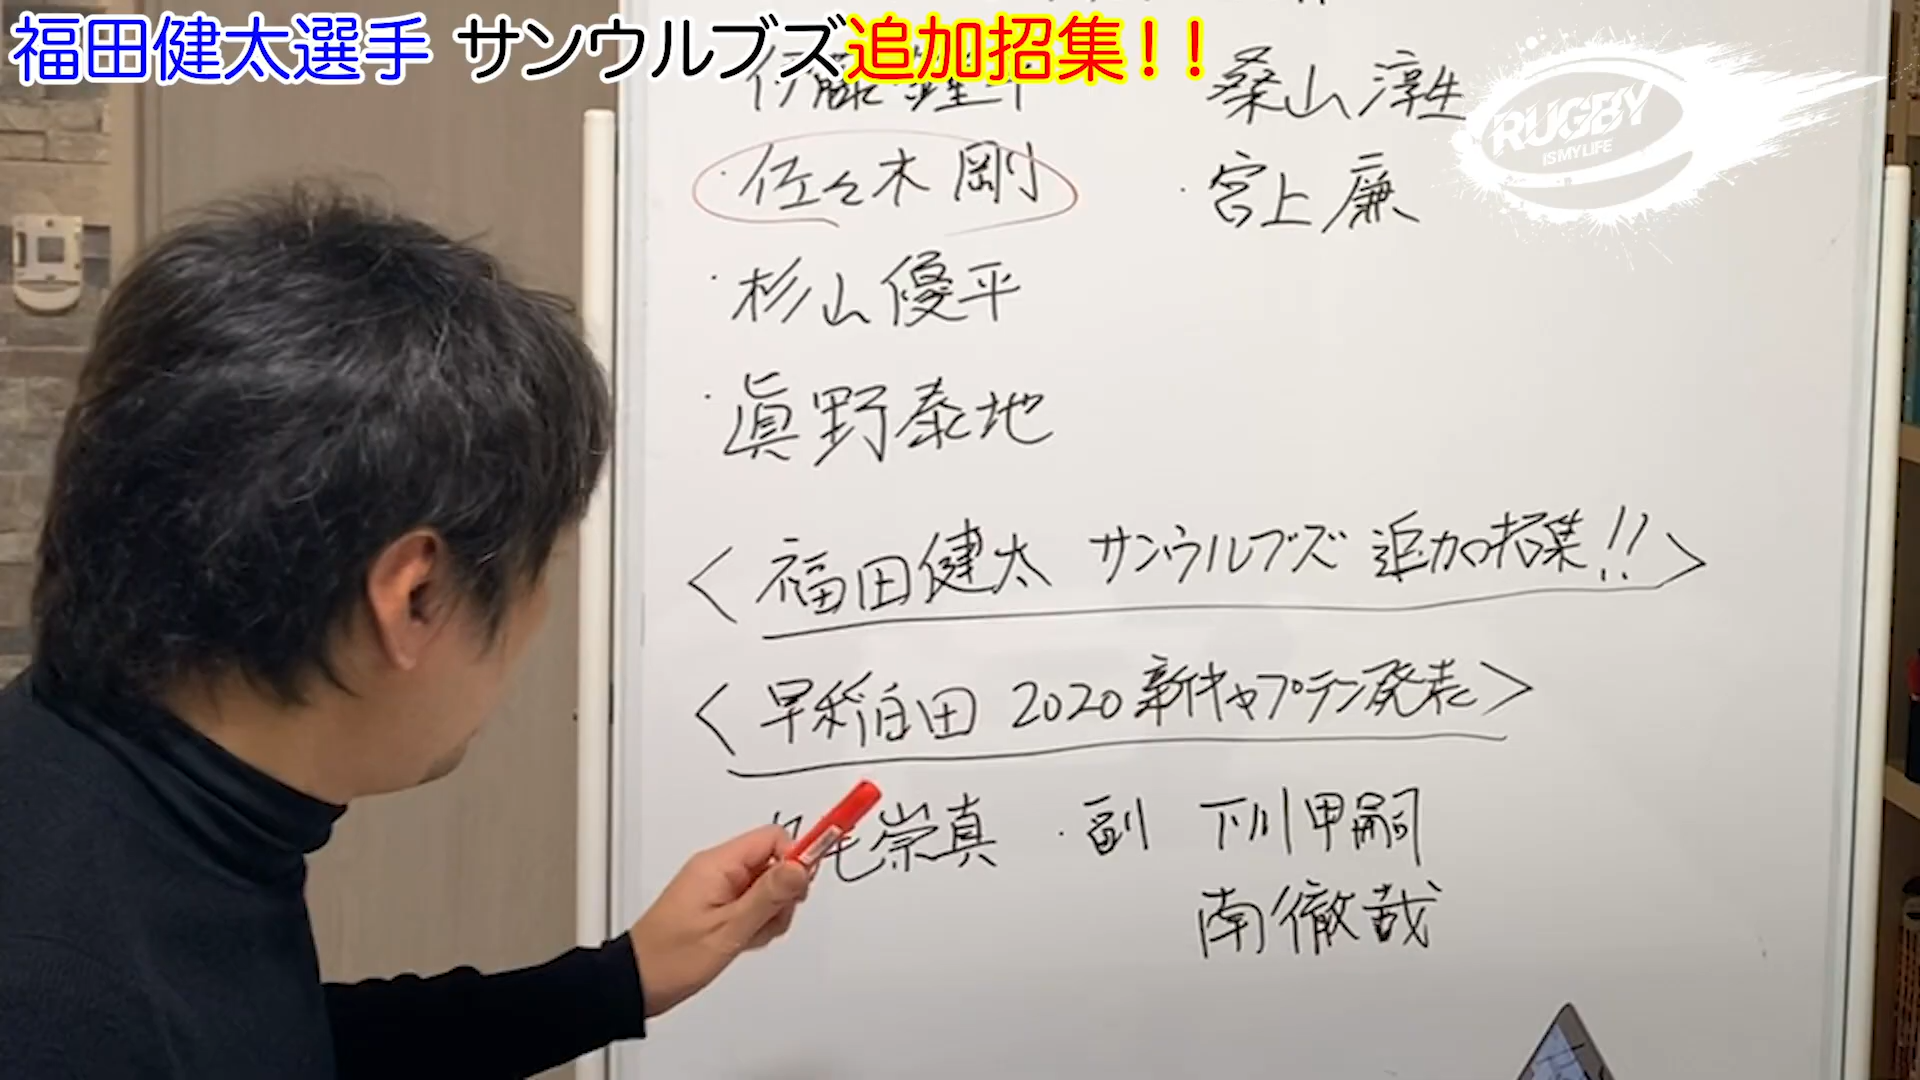 福田健太選手 サンウルブズ追加招集!!
RUGBY
IS MY LIFE
桑山淳生
・佐々木剛
・宮上廉
・杉山優平
・眞野泰地
<福田健太 サンウルブズ 追加招集!!>
<早稲田 2020 新キャプテン発表>
尾崇真 ・副 下川甲嗣
南徹哉